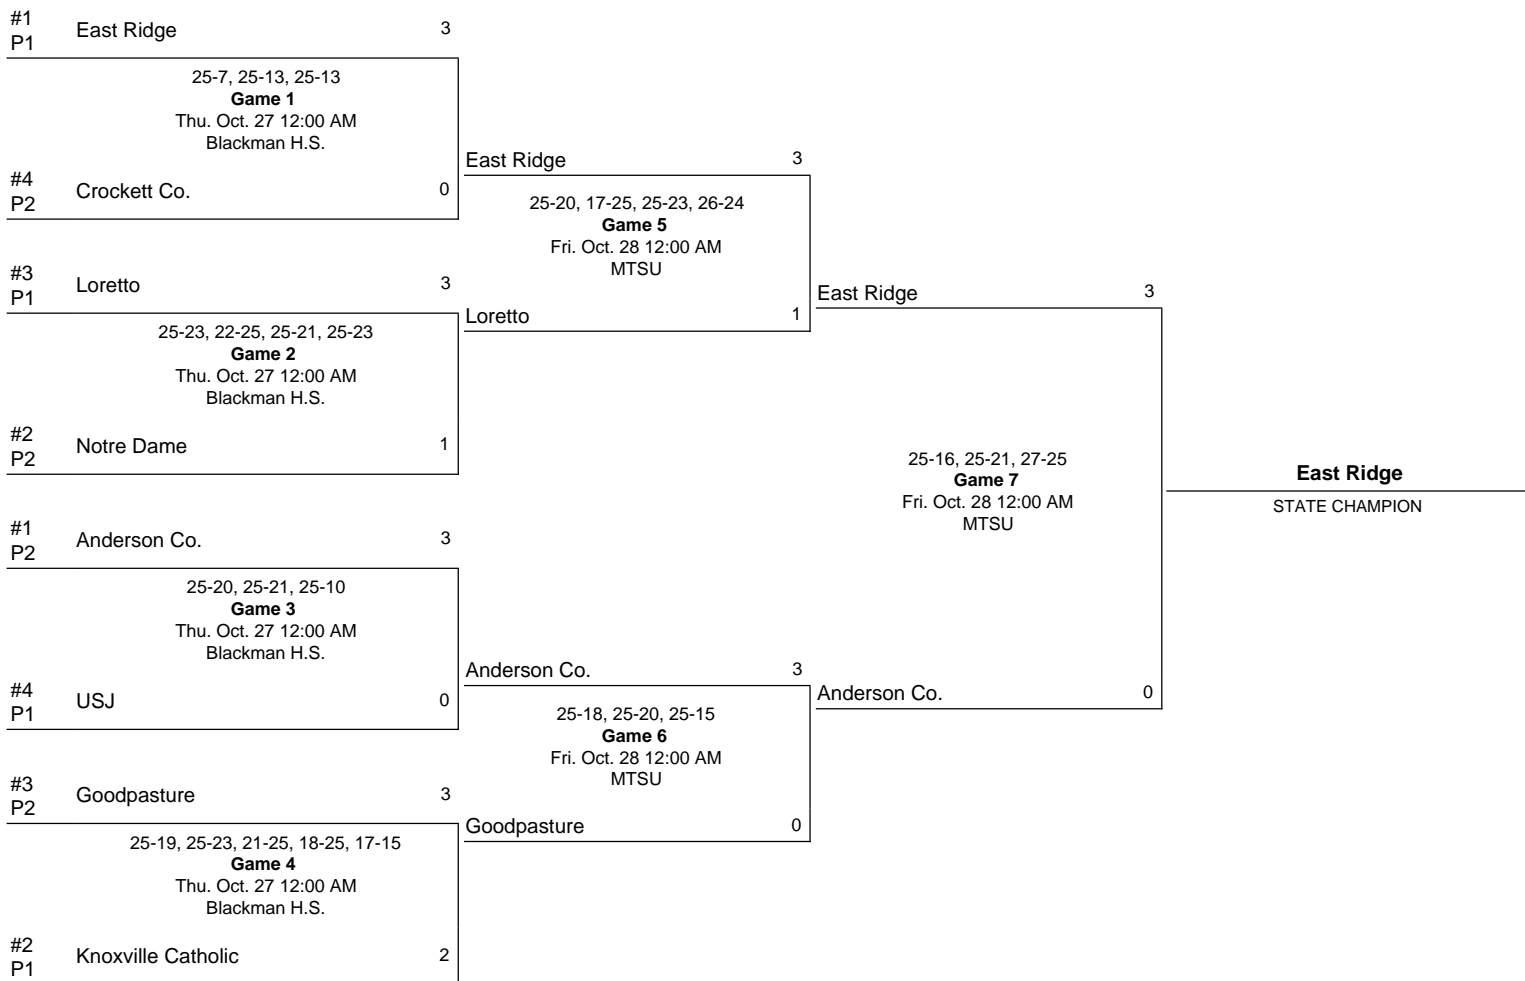 #1
P1
East Ridge 3
25-7, 25-13, 25-13
Game 1
Thu. Oct. 27 12:00 AM
Blackman H.S.
#4
P2
Crockett Co. 0
#3
P1
Loretto 3
25-23, 22-25, 25-21, 25-23
Game 2
Thu. Oct. 27 12:00 AM
Blackman H.S.
#2
P2
Notre Dame 1
#1
P2
Anderson Co. 3
25-20, 25-21, 25-10
Game 3
Thu. Oct. 27 12:00 AM
Blackman H.S.
#4
P1
USJ 0
#3
P2
Goodpasture 3
25-19, 25-23, 21-25, 18-25, 17-15
Game 4
Thu. Oct. 27 12:00 AM
Blackman H.S.
#2
P1
Knoxville Catholic 2
East Ridge 3
25-20, 17-25, 25-23, 26-24
Game 5
Fri. Oct. 28 12:00 AM
MTSU
Loretto 1
Anderson Co. 3
25-18, 25-20, 25-15
Game 6
Fri. Oct. 28 12:00 AM
MTSU
Goodpasture 0
East Ridge 3
25-16, 25-21, 27-25
Game 7
Fri. Oct. 28 12:00 AM
MTSU
Anderson Co. 0
East Ridge
STATE CHAMPION